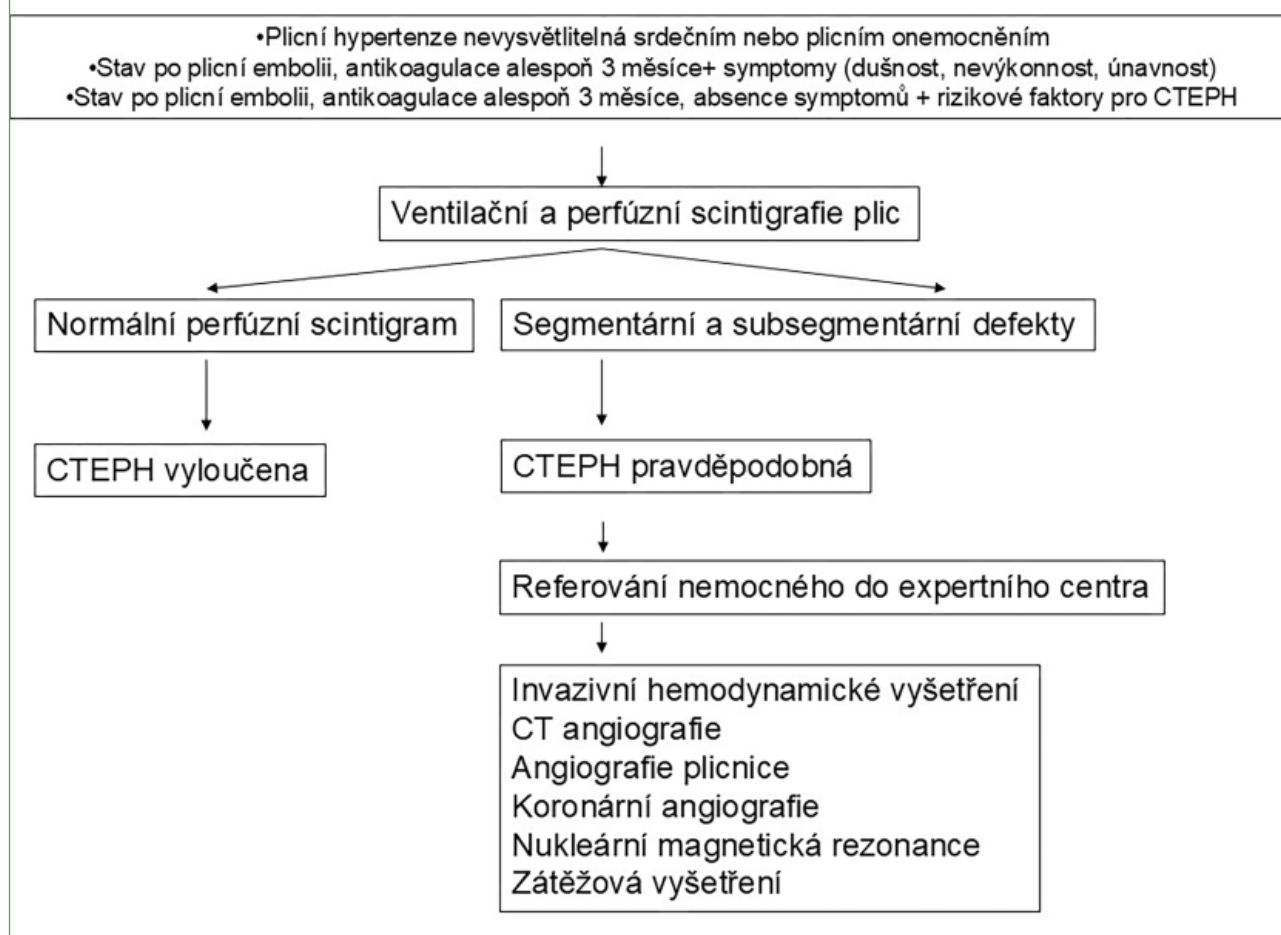 •Plicní hypertenze nevysvětlitelná srdečním nebo plicním onemocněním
•Stav po plicní embolii, antikoagulace alespoň 3 měsíce+ symptomy (dušnost, nevýkonnost, únavnost)
•Stav po plicní embolii, antikoagulace alespoň 3 měsíce, absence symptomů + rizikové faktory pro CTEPH
Ventilační a perfúzní scintigrafie plic
Normální perfúzní scintigram
Segmentární a subsegmentární defekty
CTEPH vyloučena
CTEPH pravděpodobná
Referování nemocného do expertního centra
Invazivní hemodynamické vyšetření
CT angiografie
Angiografie plicnice
Koronární angiografie
Nukleární magnetická rezonance
Zátěžová vyšetření